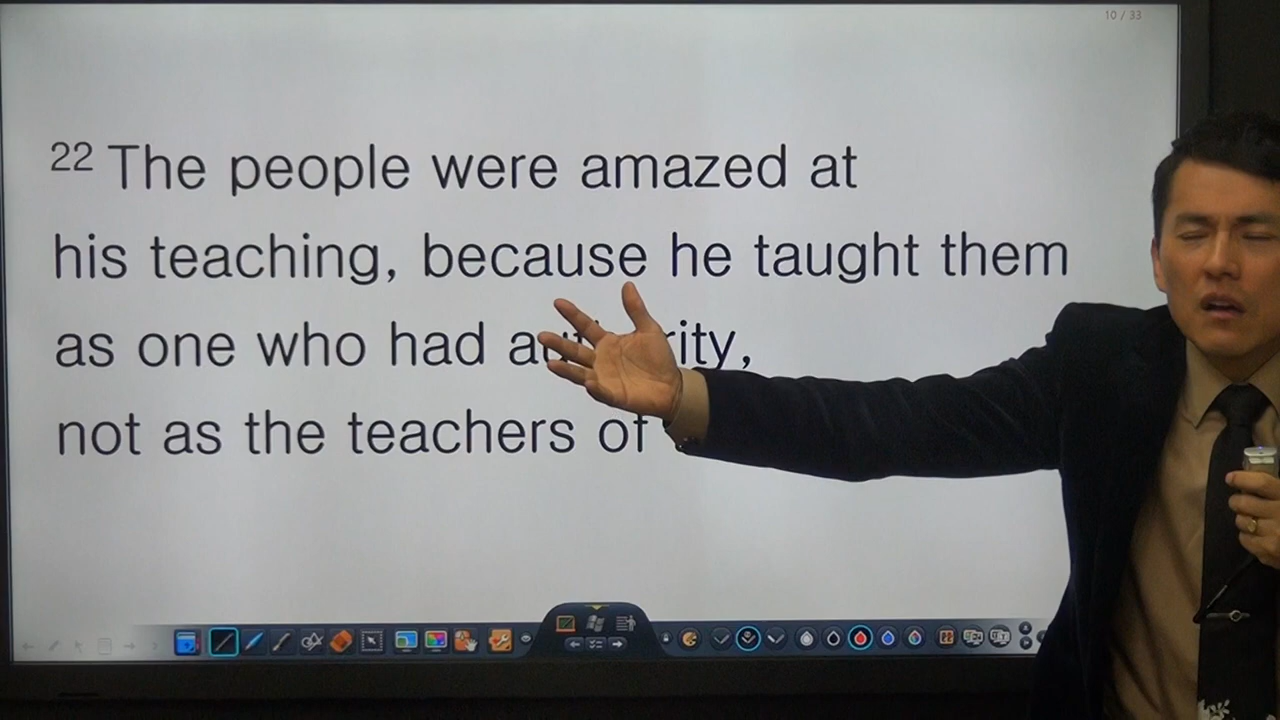 10 / 33
22 The people were amazed at
his teaching, because he taught them
as one who had
not as the teachers of